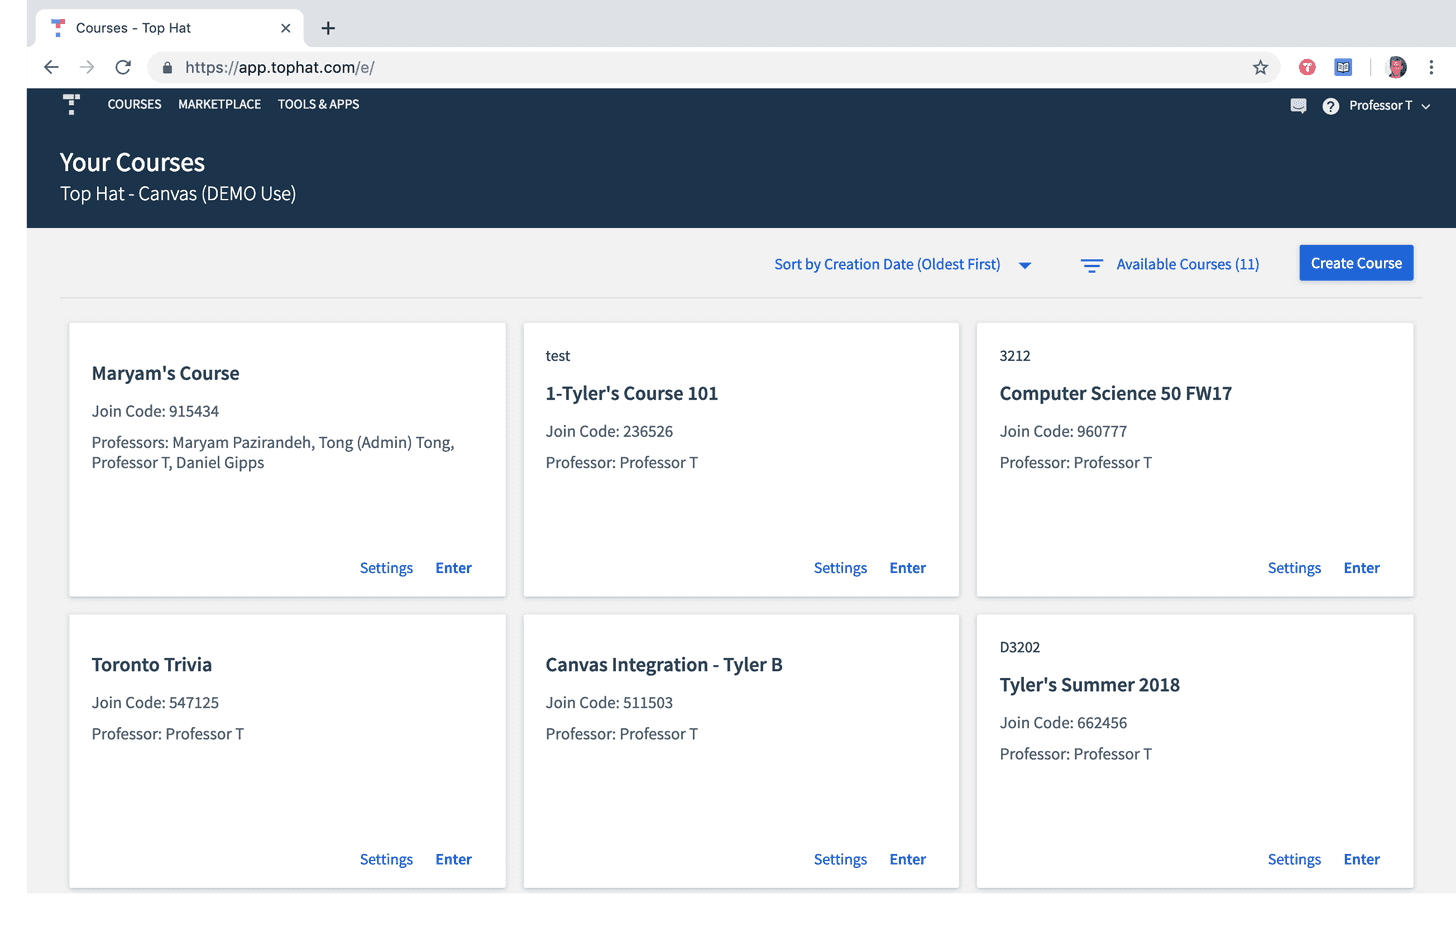 Courses - Top Hat
https://app.tophat.com/e/
COURSES MARKETPLACE TOOLS & APPS
Professor T
Your Courses
Top Hat - Canvas (DEMO Use)
Sort by Creation Date (Oldest First)
Available Courses (11)
Create Course
Maryam's Course
Join Code: 915434
Professors: Maryam Pazirandeh, Tong (Admin) Tong,
Professor T, Daniel Gipps
Settings Enter
test
1-Tyler's Course 101
Join Code: 236526
Professor: Professor T
Settings Enter
3212
Computer Science 50 FW17
Join Code: 960777
Professor: Professor T
Settings Enter
Toronto Trivia
Join Code: 547125
Professor: Professor T
Settings Enter
Canvas Integration - Tyler B
Join Code: 511503
Professor: Professor T
Settings Enter
D3202
Tyler's Summer 2018
Join Code: 662456
Professor: Professor T
Settings Enter